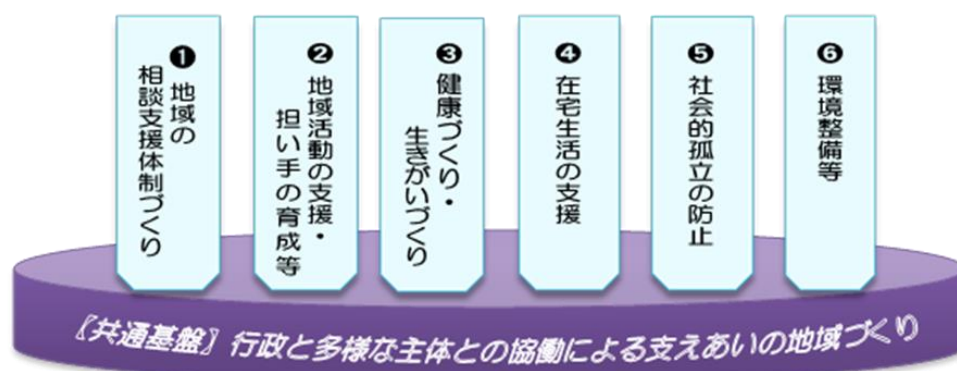 ❶地域の
相談支援体制づくり
❷地域活動の支援・
担い手の育成等
❸健康づくり・
生きがいづくり
❹在宅生活の支援
❺社会的孤立の防止
❻環境整備等
〖共通基盤〗行政と多様な主体との協働による支えあいの地域づくり